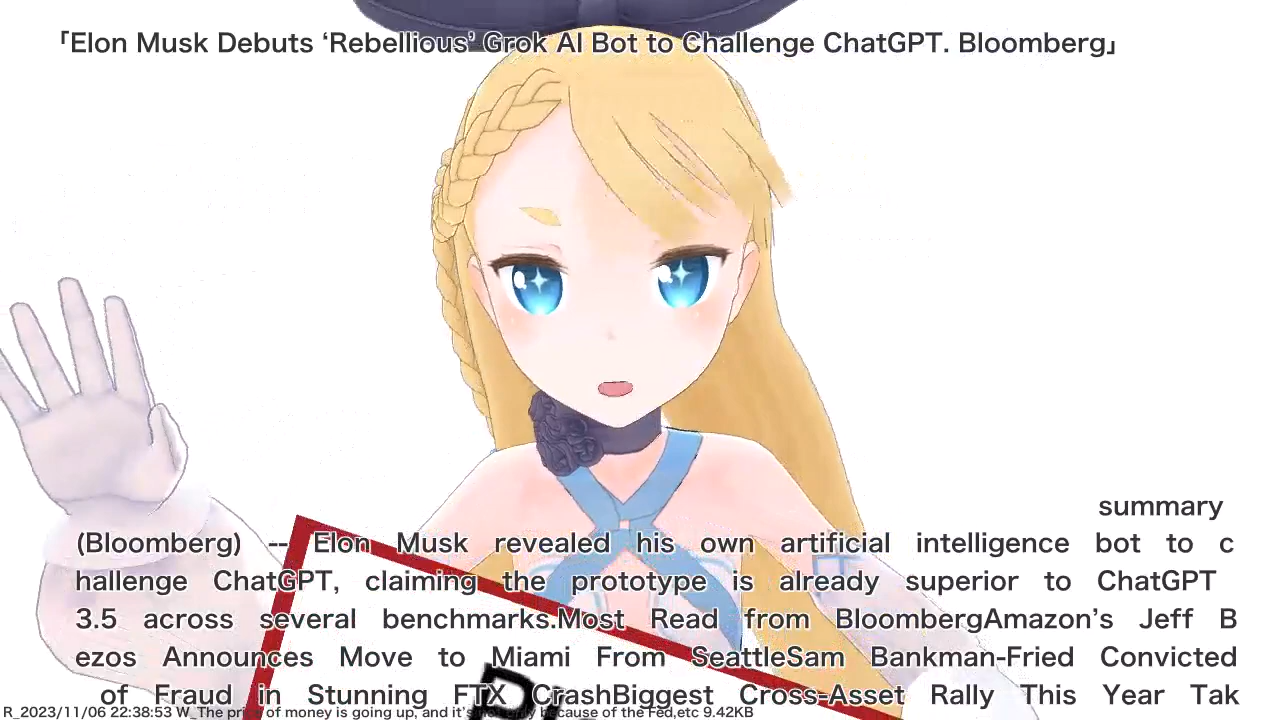 「Elon Musk Debuts ‘Rebellious’ Grok AI Bot to Challenge ChatGPT. Bloomberg」
summary
(Bloomberg) -- Elon Musk revealed his own artificial intelligence bot to c
hallenge ChatGPT, claiming the prototype is already superior to ChatGPT
3.5 across several benchmarks.Most Read from BloombergAmazon’s Jeff B
ezos Announces Move to Miami From SeattleSam Bankman-Fried Convicted
of Fraud in Stunning FTX CrashBiggest Cross-Asset Rally This Year Tak
R_2023/11/06 22:38:53 W_The price of money is going up, and it's not only because of the Fed,etc 9.42KB